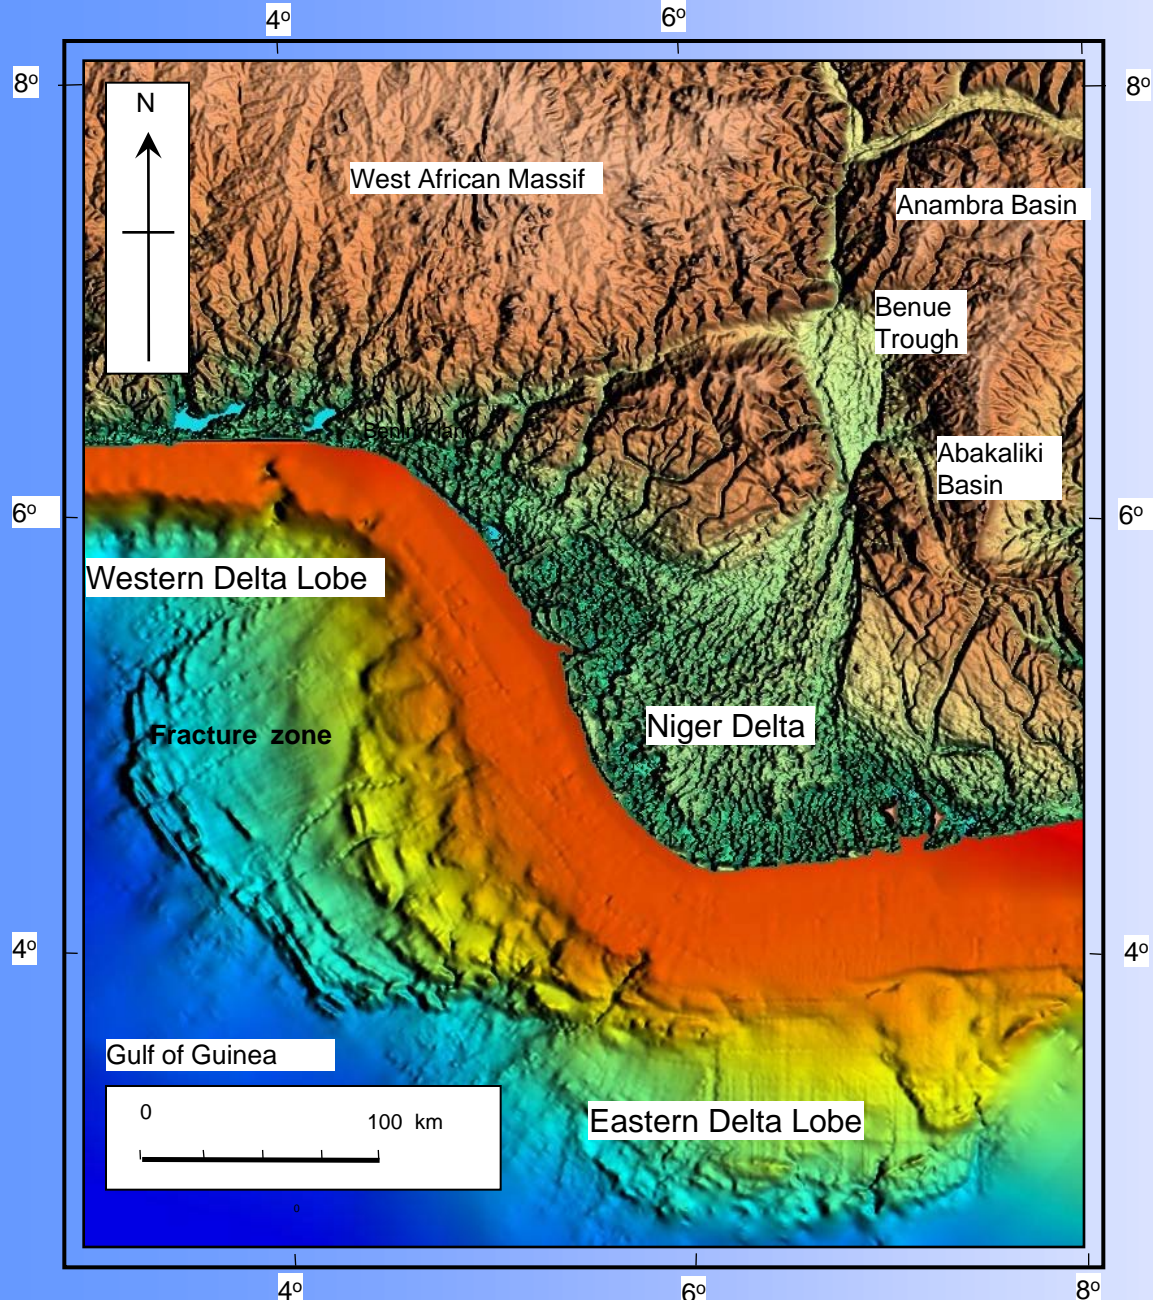 4º
6º
8º
8º
N
West African Massif
Anambra Basin
Benue
Trough
Abakaliki
Basin
6º
6º
Western Delta Lobe
Fracture zone
Niger Delta
4º
4º
Gulf of Guinea
0
100 km
Eastern Delta Lobe
0
4º
6º
8º